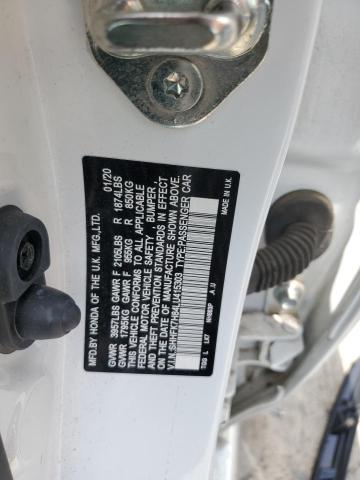 MFD.BY HONDA OF THE U.K. MFG.,LTD. 01/20
GVWR 3957LBS GAWR F 2105LBS R 1874LBS
GVWR 1795KG GAWR F 955KG R 850KG
THIS VEHICLE CONFORMS TO ALL APPLICABLE
FEDERAL MOTOR VEHICLE SAFETY , BUMPER ,
AND THEFT PREVENTION STANDARDS IN EFFECT
ON THE DATE OF MANUFACTURE SHOWN ABOVE.
V.I.N. SHHFK7H64LU415303 TYPE:PASSENGER CAR
MADE IN U.K.
A U